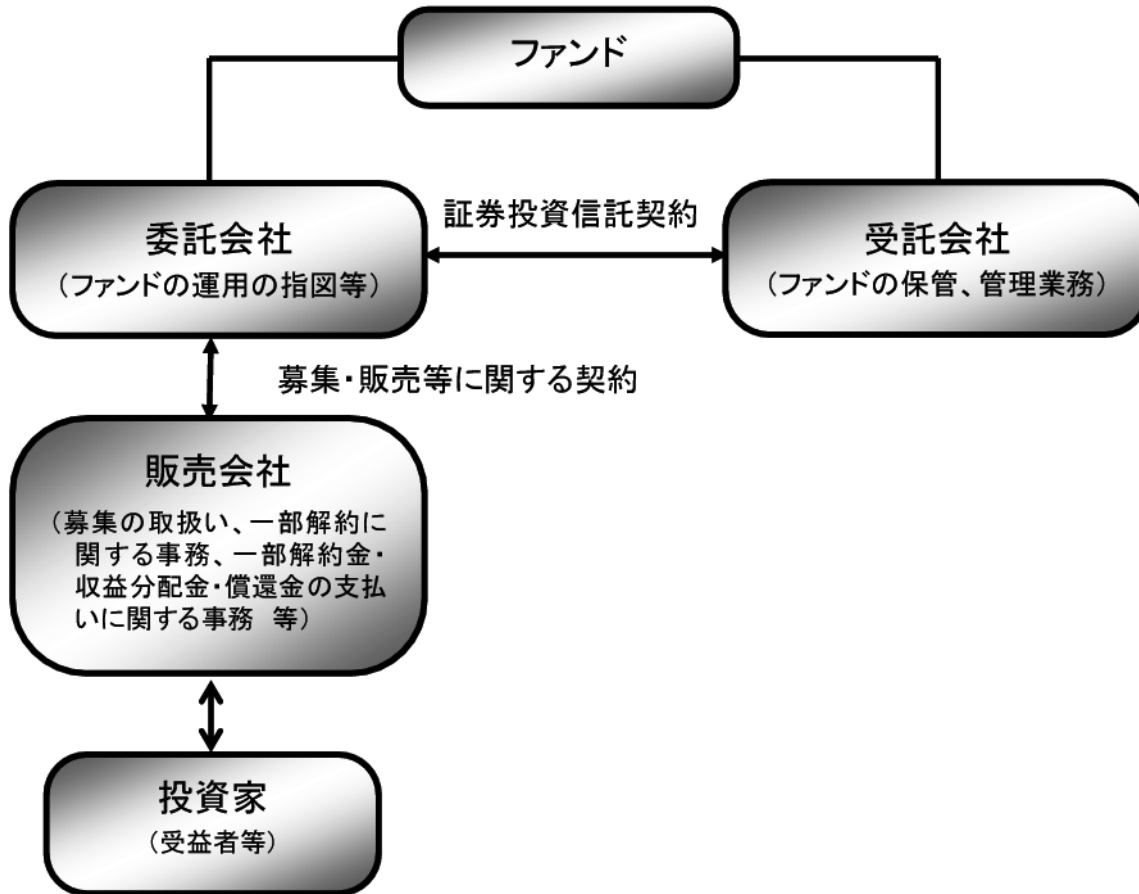 ファンド
委託会社
（ファンドの運用の指図等）
証券投資信託契約
受託会社
（ファンドの保管、管理業務）
募集・販売等に関する契約
販売会社
（募集の取扱い、一部解約に
関する事務、一部解約金・
収益分配金・償還金の支払
いに関する事務　等）
投資家
（受益者等）